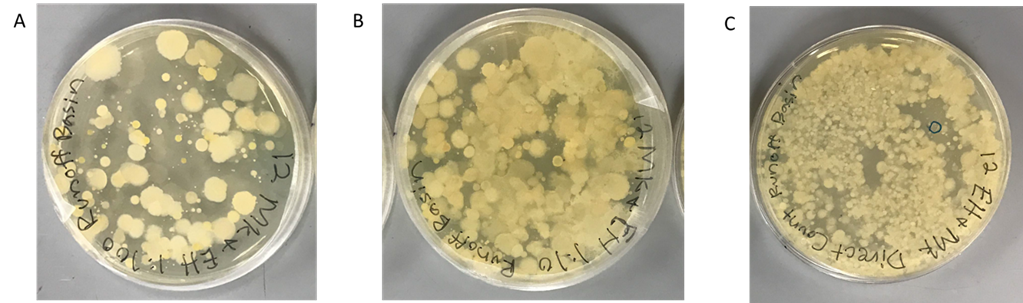 A
B
C
12 MK + EH 1:100 Runoff Basin
12 MK + EH 1:10 Runoff Basin
12 EH + MK Direct Count Runoff Basin